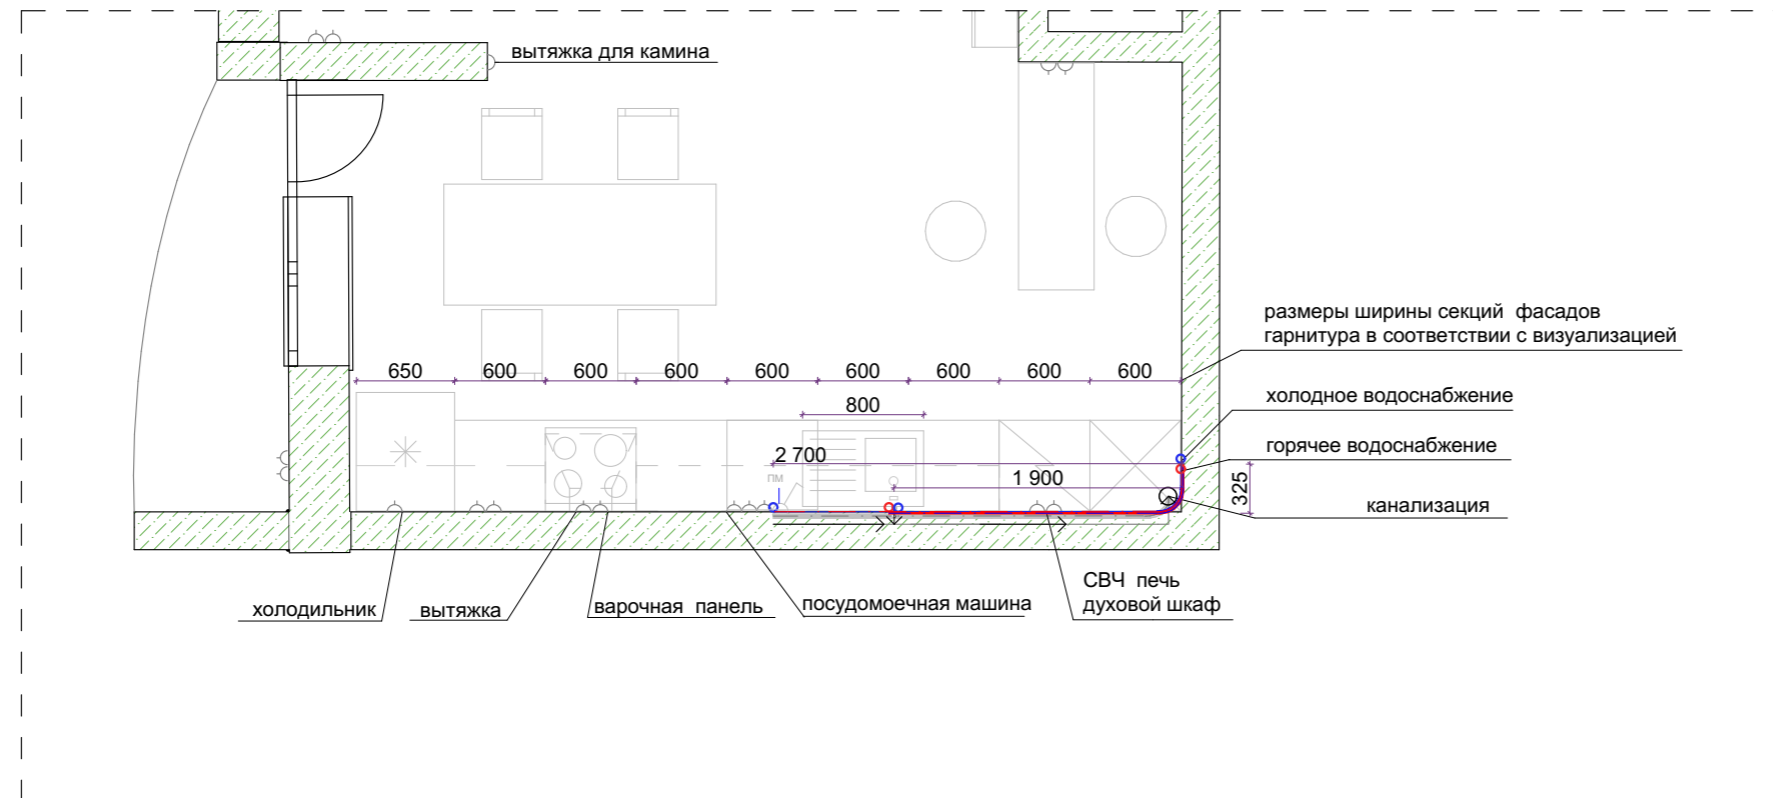 вытяжка для камина
размеры ширины секций фасадов
гарнитура в соответствии с визуализацией
650 600 600 600 600 600 600 600 600
800
холодное водоснабжение
2 700
горячее водоснабжение
ПМ
1 900
325
канализация
СВЧ печь
духовой шкаф
холодильник
вытяжка
варочная панель
посудомоечная машина